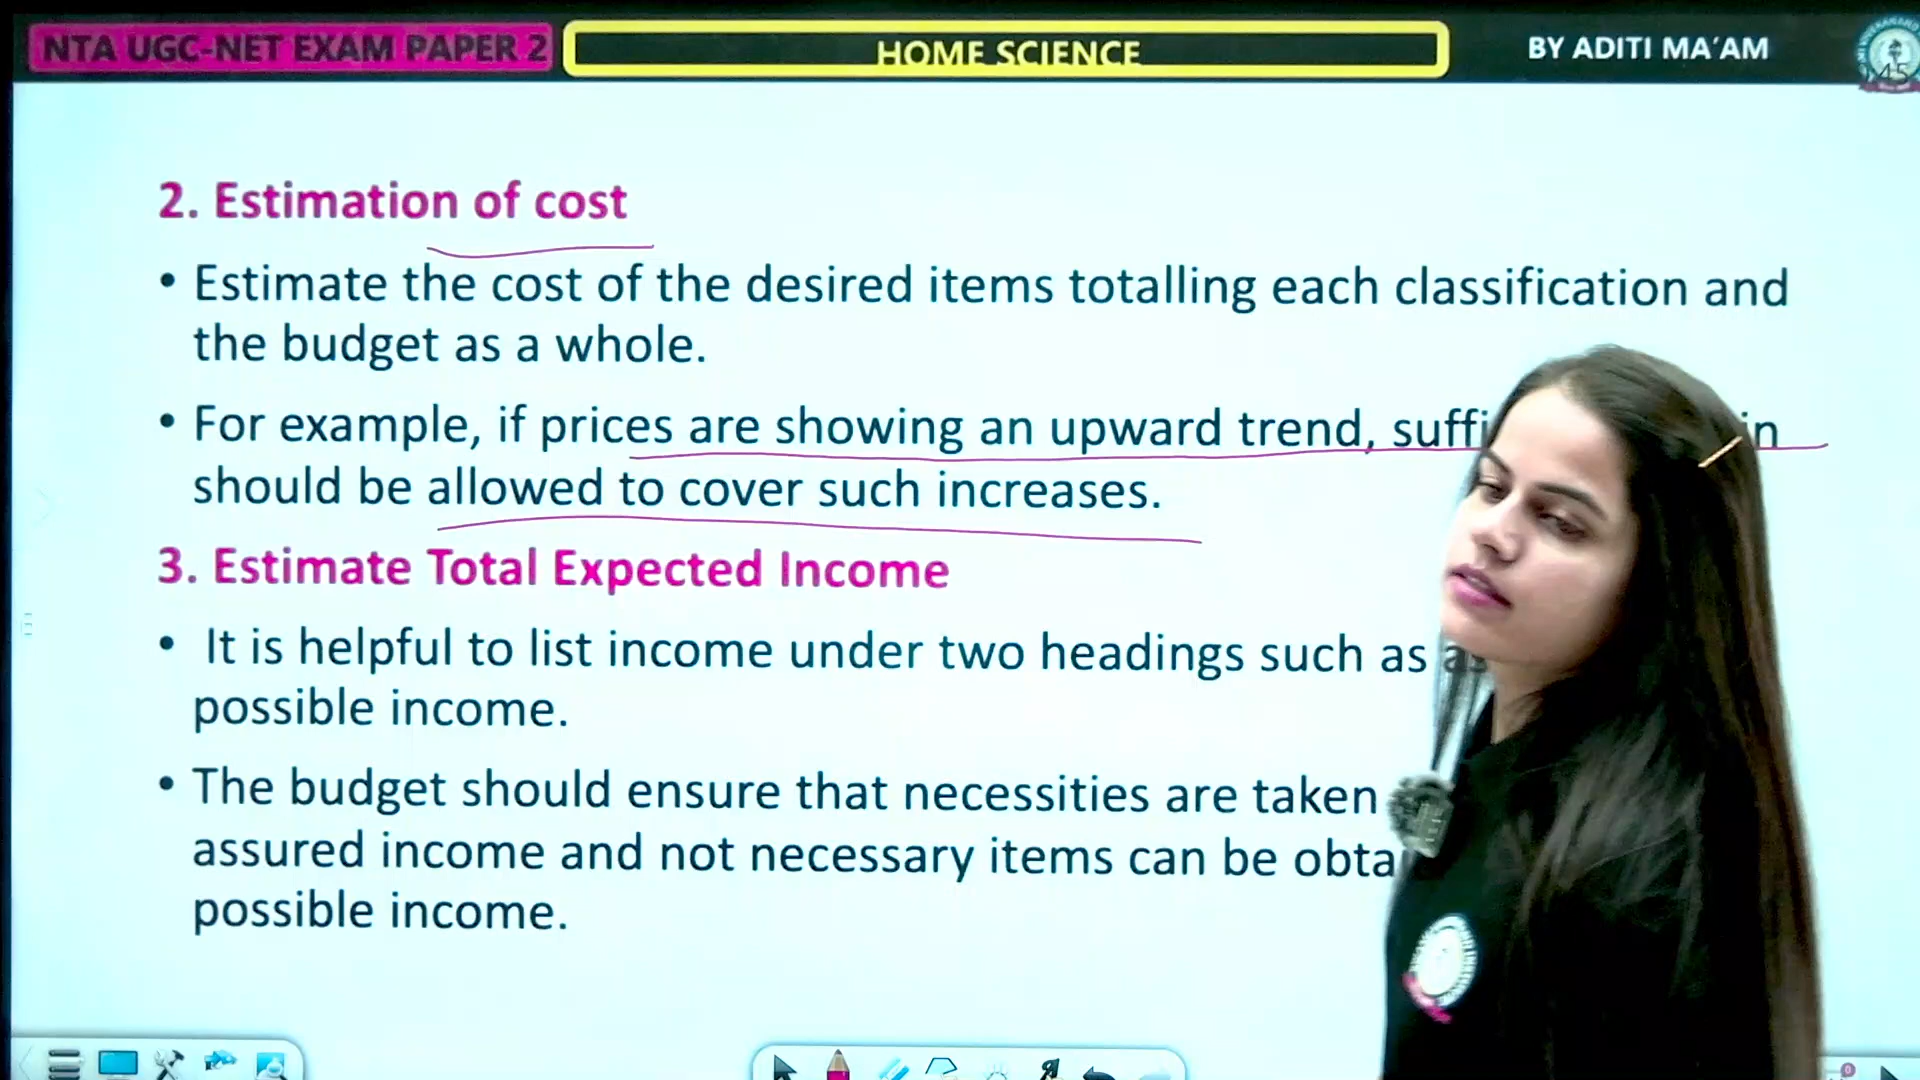 NTA UGC-NET EXAM PAPER 2
HOME SCIENCE
BY ADITI MA'AM
45
2. Estimation of cost
• Estimate the cost of the desired items totalling each classification and
the budget as a whole.
• For example, if prices are showing an upward trend, suffi in
should be allowed to cover such increases.
3. Estimate Total Expected Income
• It is helpful to list income under two headings such as as
possible income.
• The budget should ensure that necessities are taken
assured income and not necessary items can be obta
possible income.